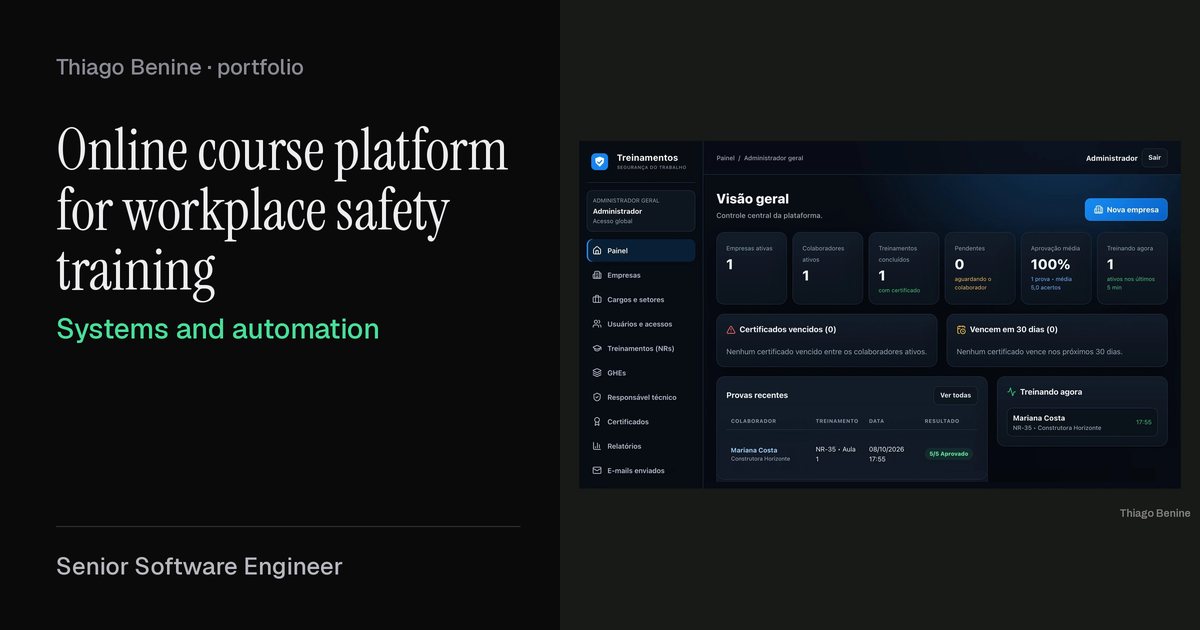 Thiago Benine · portfolio
Online course platform
for workplace safety
training
Systems and automation
Senior Software Engineer
Treinamentos
SEGURANÇA DO TRABALHO
ADMINISTRADOR GERAL
Administrador
Acesso global
Painel
Empresas
Cargos e setores
Usuários e acessos
Treinamentos (NRs)
GHEs
Responsável técnico
Certificados
Relatórios
E-mails enviados
Painel / Administrador geral
Administrador
Sair
Visão geral
Controle central da plataforma.
Nova empresa
Empresas ativas
1
Colaboradores
ativos
1
Treinamentos
concluídos
1
com certificado
Pendentes
0
aguardando o
colaborador
Aprovação média
100%
1 prova • média
5,0 acertos
Treinando agora
1
ativos nos últimos
5 min
Certificados vencidos (0)
Nenhum certificado vencido entre os colaboradores ativos.
Vencem em 30 dias (0)
Nenhum certificado vence nos próximos 30 dias.
Provas recentes
Ver todas
COLABORADOR TREINAMENTO DATA RESULTADO
Mariana Costa
Construtora Horizonte
NR-35 • Aula
1
08/10/2026
17:55
5/5 Aprovado
Treinando agora
Mariana Costa
NR-35 • Construtora Horizonte
17:55
Thiago Benine